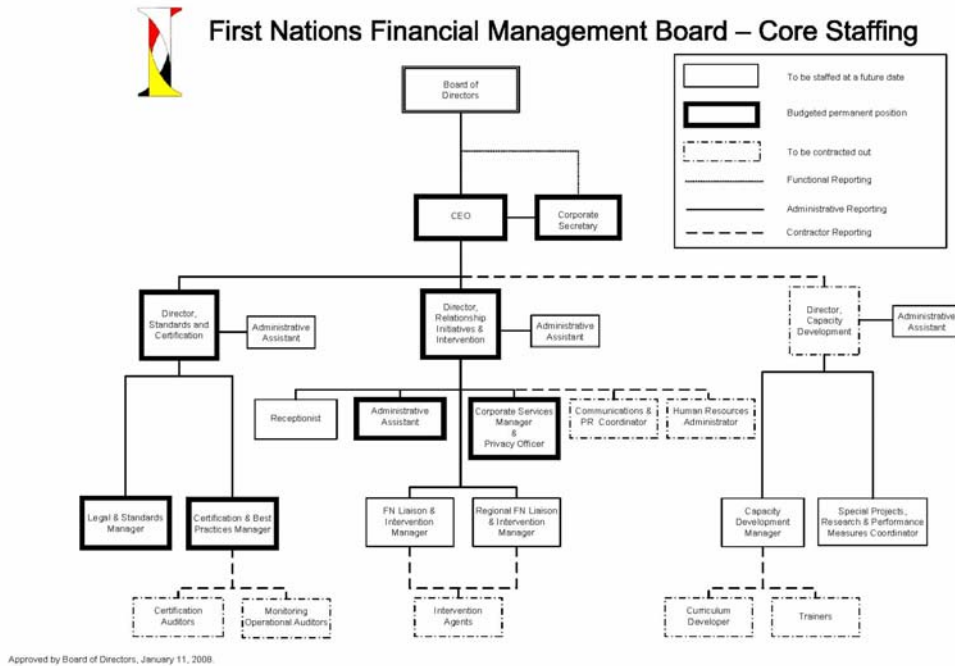 First Nations Financial Management Board – Core Staffing
To be staffed at a future date
Budgeted permanent position
To be contracted out
Functional Reporting
Administrative Reporting
Contractor Reporting
Board of
Directors
CEO
Corporate
Secretary
Director,
Standards and
Certification
Administrative
Assistant
Director,
Relationship
Initiatives &
Intervention
Administrative
Assistant
Director,
Capacity
Development
Administrative
Assistant
Receptionist
Administrative
Assistant
Corporate Services
Manager
&
Privacy Officer
Communications &
PR Coordinator
Human Resources
Administrator
Legal & Standards
Manager
Certification & Best
Practices Manager
FN Liaison &
Intervention
Manager
Regional FN Liaison
& Intervention
Manager
Capacity
Development
Manager
Special Projects,
Research & Performance
Measures Coordinator
Certification
Auditors
Monitoring
Operational Auditors
Intervention
Agents
Curriculum
Developer
Trainers
Approved by Board of Directors, January 11, 2008.